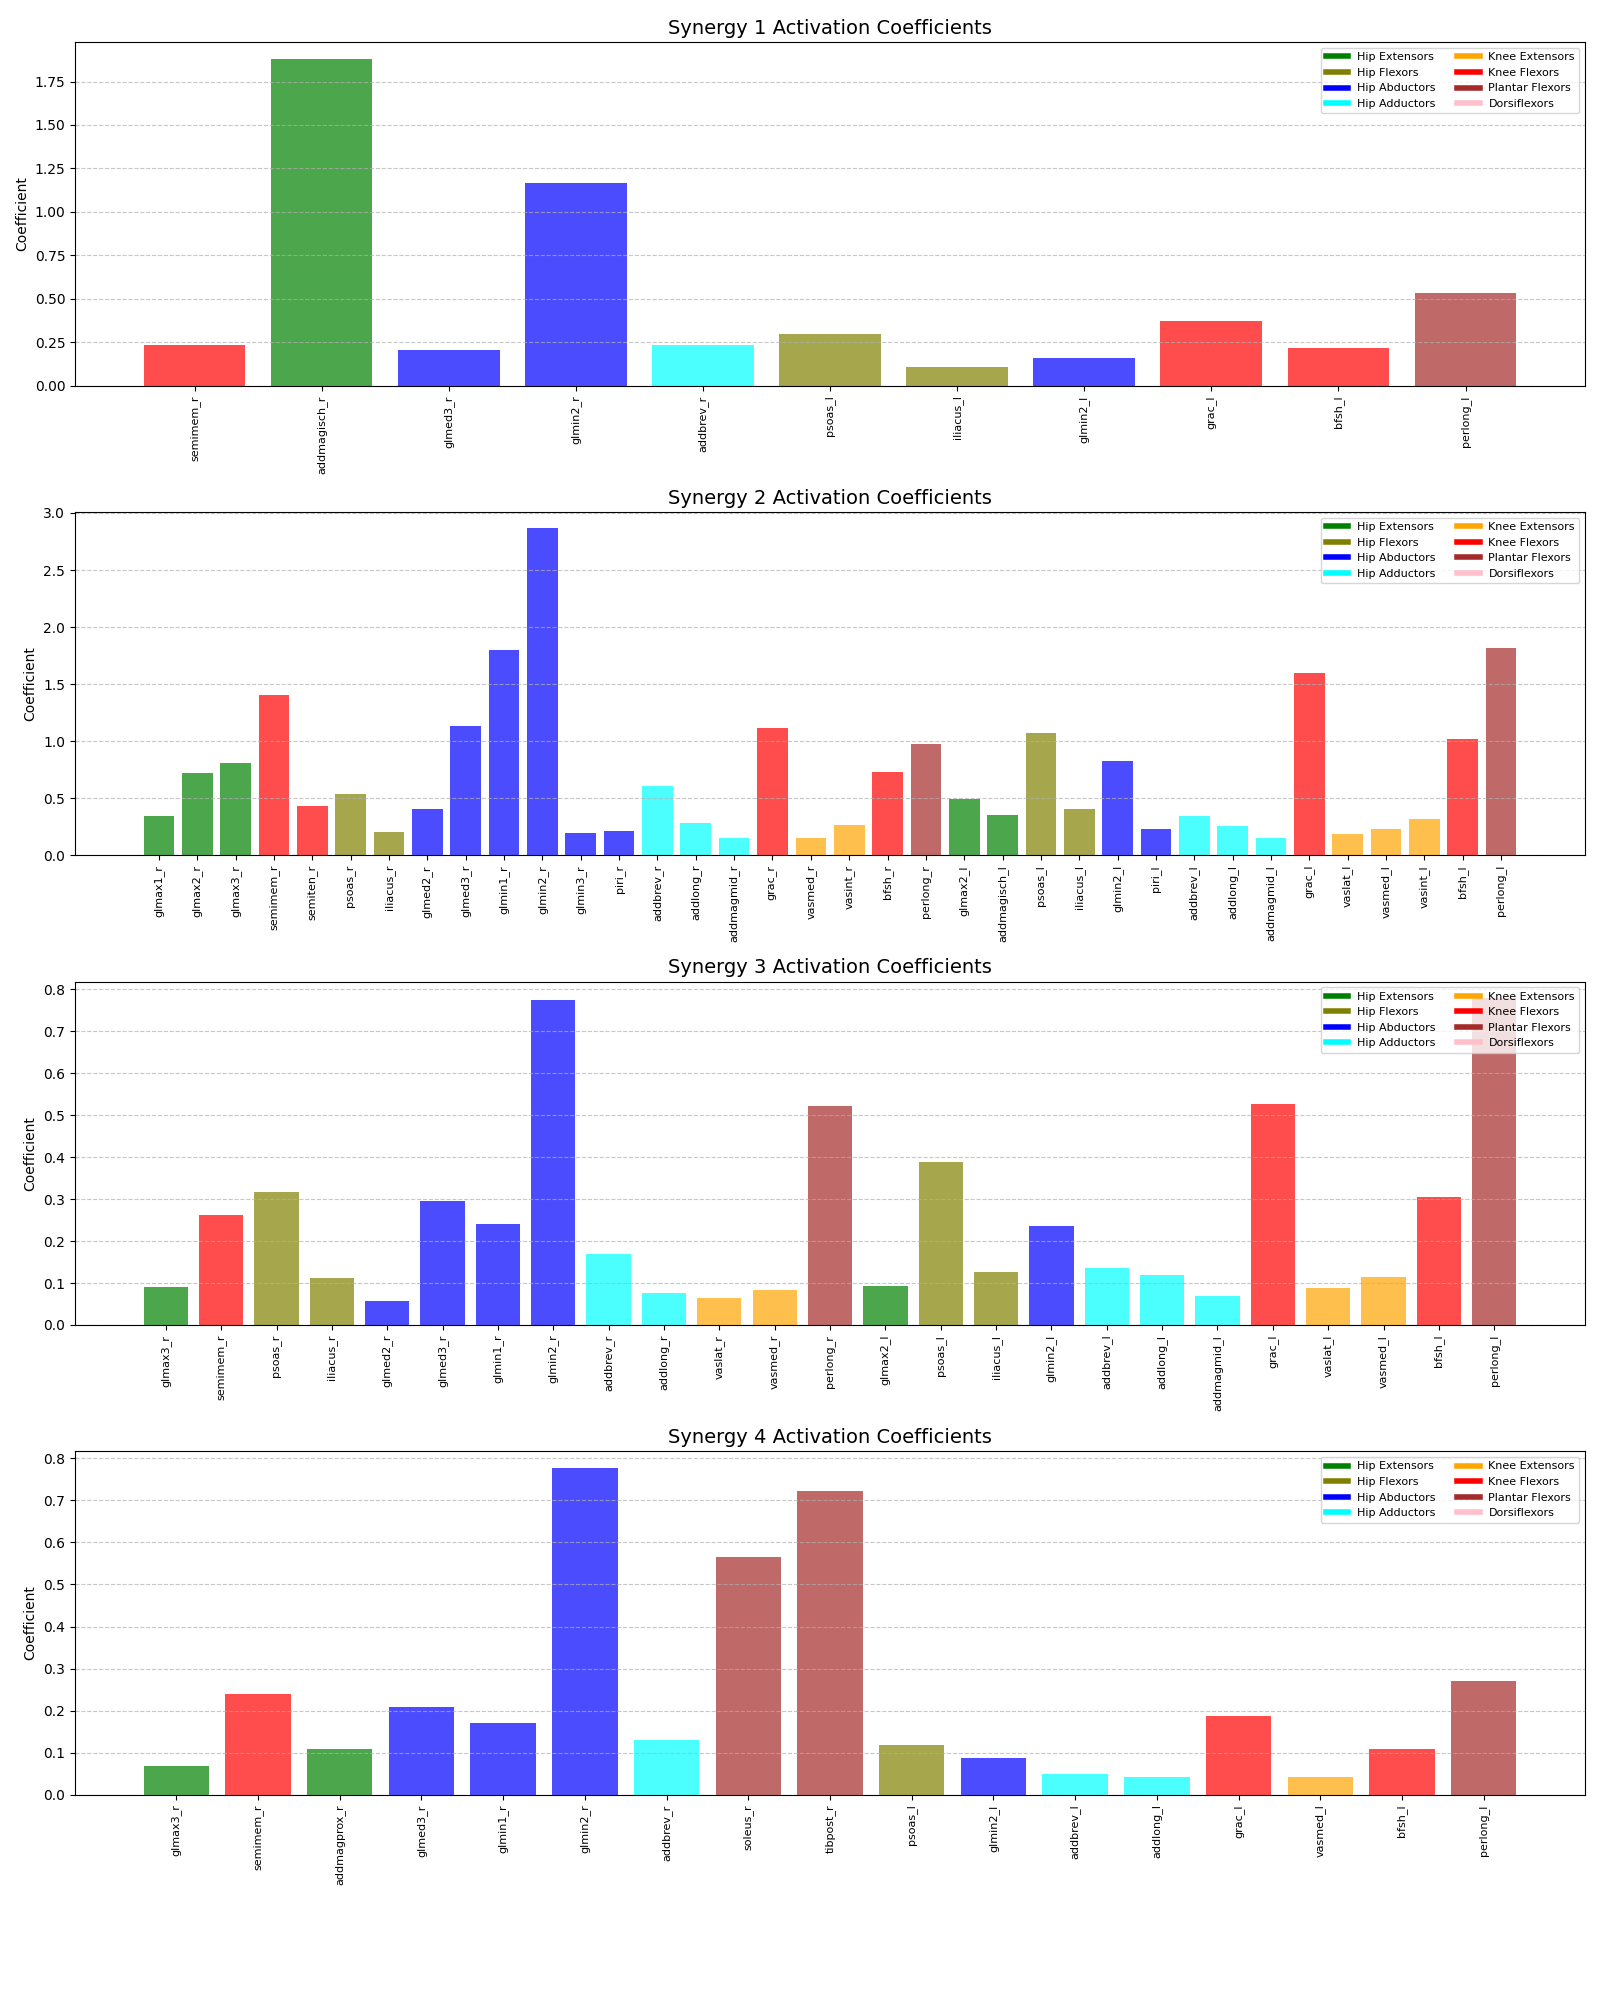 Synergy 1 Activation Coefficients
Coefficient
1.75
1.50
1.25
1.00
0.75
0.50
0.25
0.00
Hip Extensors Knee Extensors
Hip Flexors Knee Flexors
Hip Abductors Plantar Flexors
Hip Adductors Dorsiflexors
semimem_r addmagisch_r glmed3_r glmin2_r addbrev_r psoas_l iliacus_l glmin2_l grac_l bfsh_l perlong_l
Synergy 2 Activation Coefficients
Coefficient
3.0
2.5
2.0
1.5
1.0
0.5
0.0
Hip Extensors Knee Extensors
Hip Flexors Knee Flexors
Hip Abductors Plantar Flexors
Hip Adductors Dorsiflexors
glmax1_r glmax2_r glmax3_r semimem_r semiten_r psoas_r iliacus_r glmed2_r glmed3_r glmin1_r glmin2_r glmin3_r piri_r addbrev_r addlong_r addmagmid_r grac_r vasmed_r vasint_r bfsh_r perlong_r glmax2_l addmagisch_l psoas_l iliacus_l glmin2_l piri_l addbrev_l addlong_l addmagmid_l grac_l vaslat_l vasmed_l vasint_l bfsh_l perlong_l
Synergy 3 Activation Coefficients
Coefficient
0.8
0.7
0.6
0.5
0.4
0.3
0.2
0.1
0.0
Hip Extensors Knee Extensors
Hip Flexors Knee Flexors
Hip Abductors Plantar Flexors
Hip Adductors Dorsiflexors
glmax3_r semimem_r psoas_r iliacus_r glmed2_r glmed3_r glmin1_r glmin2_r addbrev_r addlong_r vaslat_r vasmed_r perlong_r glmax2_l psoas_l iliacus_l glmin2_l addbrev_l addlong_l addmagmid_l grac_l vaslat_l vasmed_l bfsh_l perlong_l
Synergy 4 Activation Coefficients
Coefficient
0.8
0.7
0.6
0.5
0.4
0.3
0.2
0.1
0.0
Hip Extensors Knee Extensors
Hip Flexors Knee Flexors
Hip Abductors Plantar Flexors
Hip Adductors Dorsiflexors
glmax3_r semimem_r addmagprox_r glmed3_r glmin1_r glmin2_r addbrev_r soleus_r tibpost_r psoas_l glmin2_l addbrev_l addlong_l grac_l vasmed_l bfsh_l perlong_l